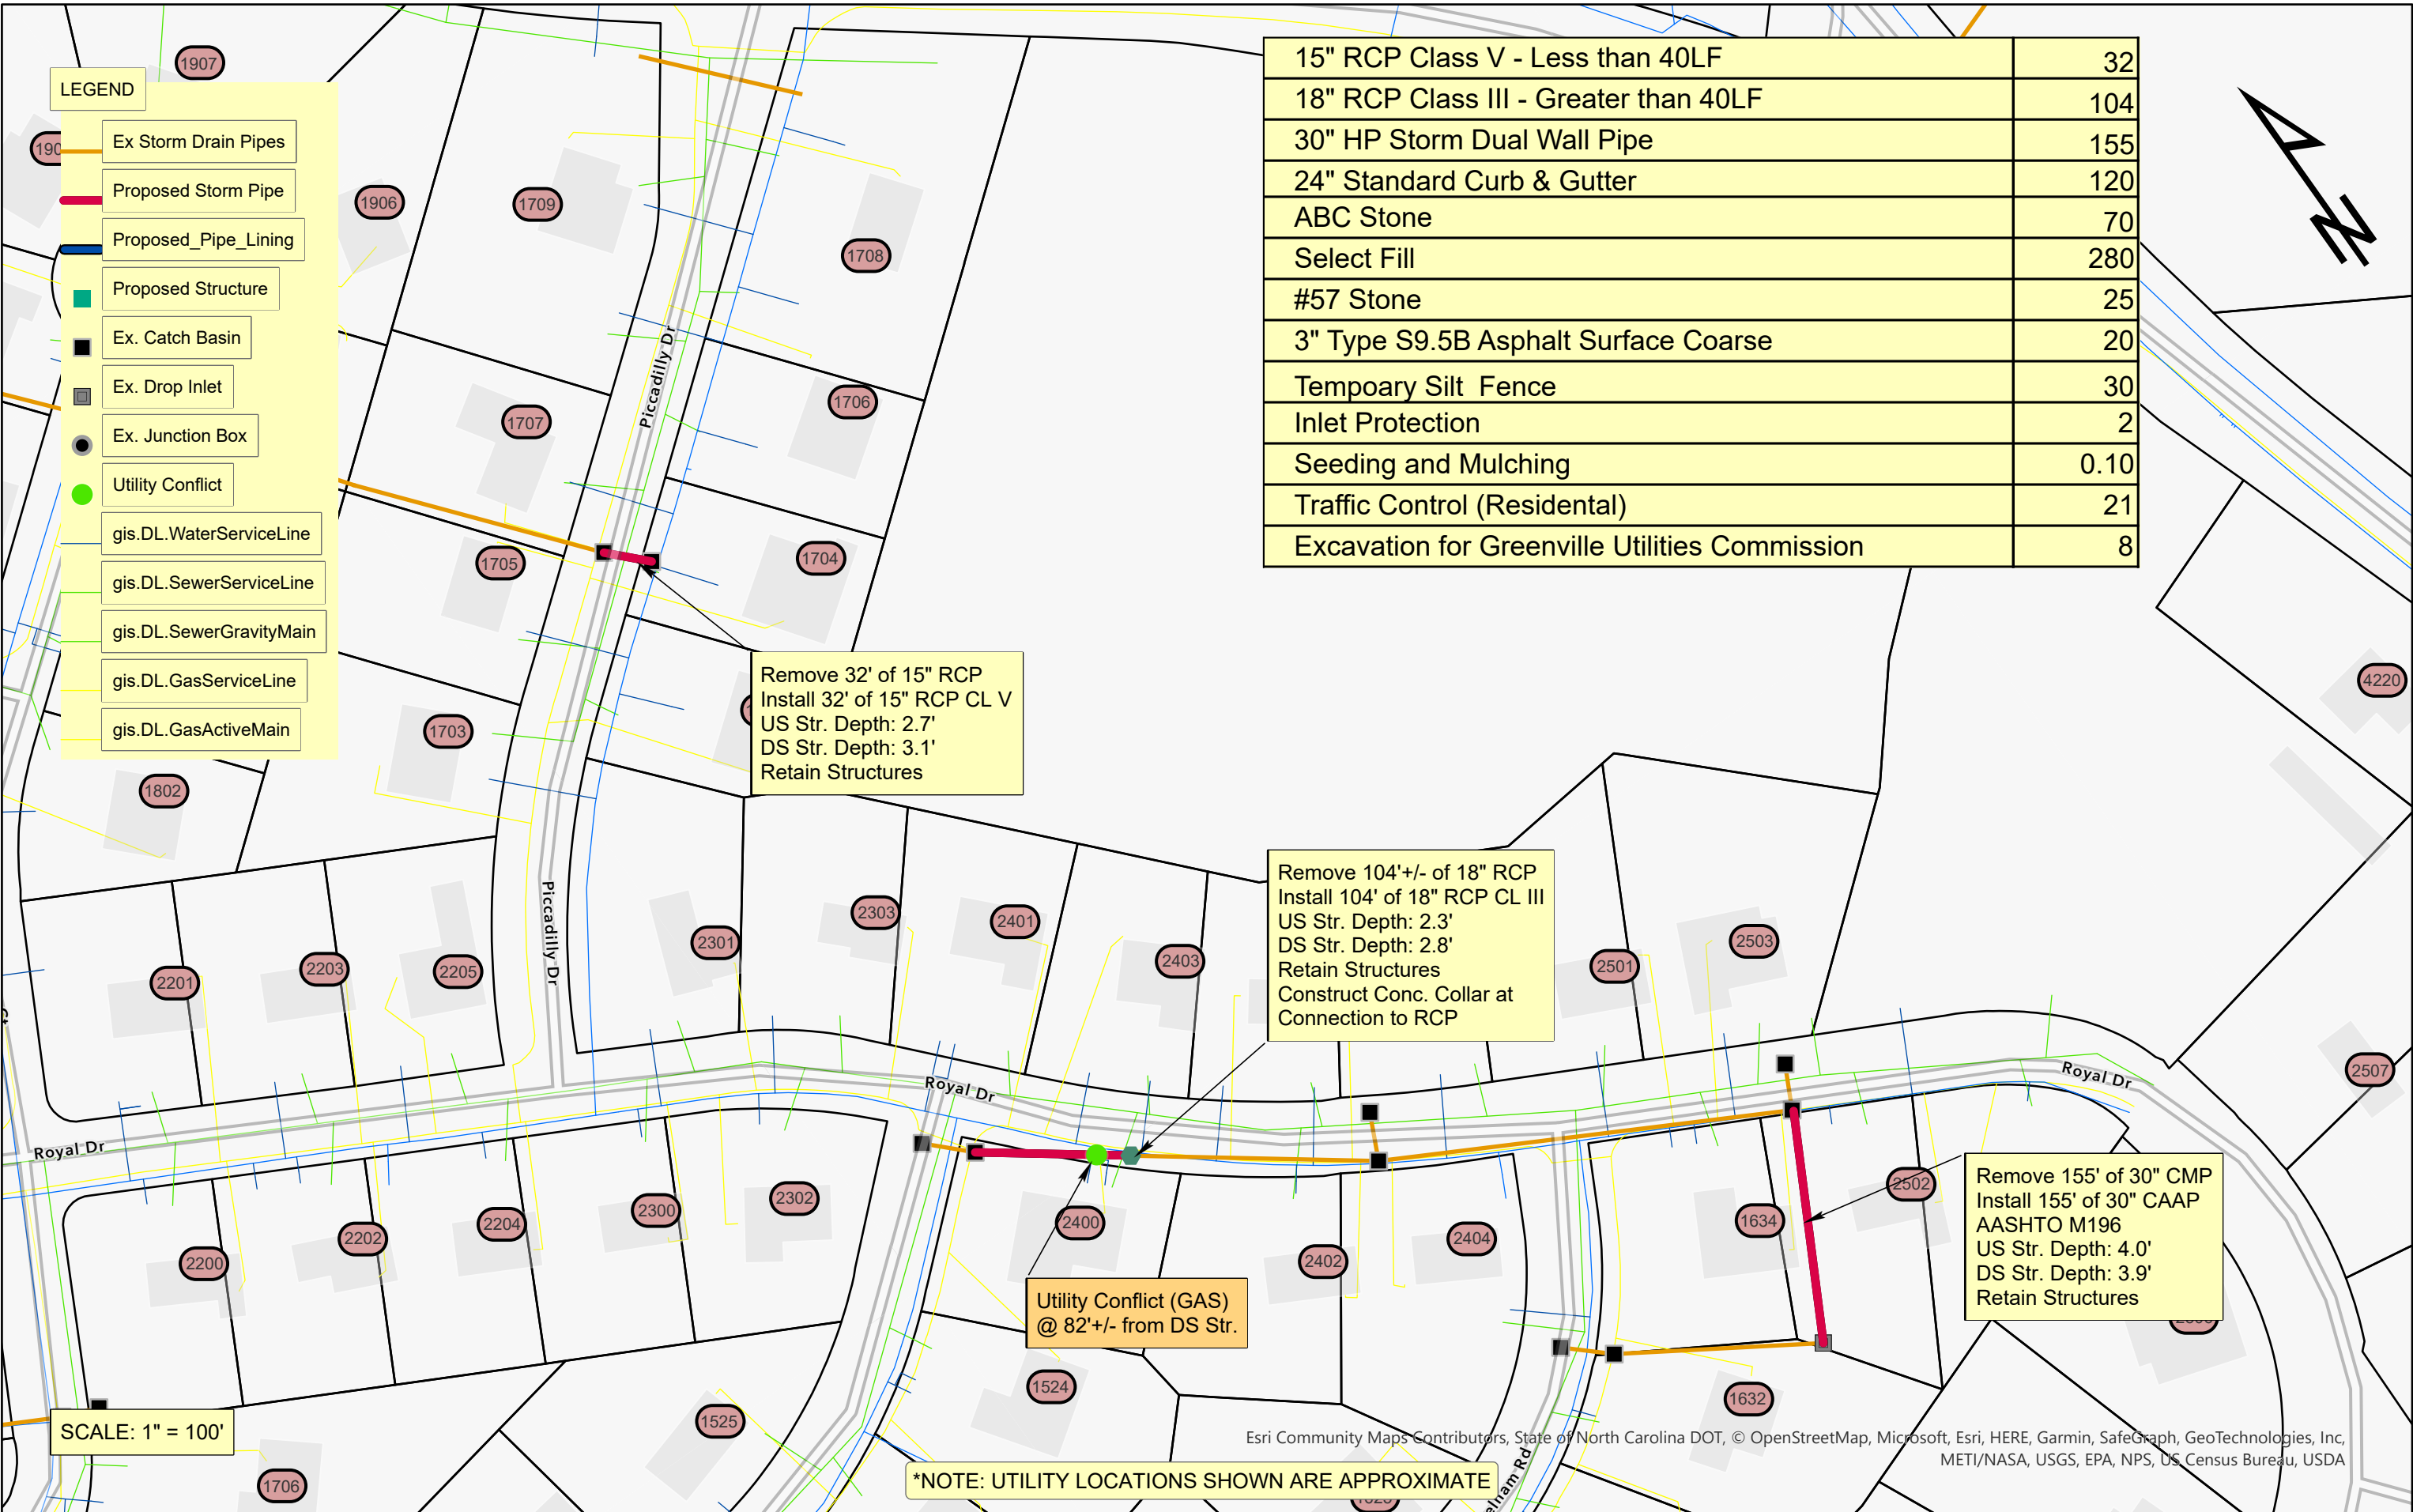 LEGEND
Ex Storm Drain Pipes
Proposed Storm Pipe
Proposed_Pipe_Lining
Proposed Structure
Ex. Catch Basin
Ex. Drop Inlet
Ex. Junction Box
Utility Conflict
gis.DL.WaterServiceLine
gis.DL.SewerServiceLine
gis.DL.SewerGravityMain
gis.DL.GasServiceLine
gis.DL.GasActiveMain
15" RCP Class V - Less than 40LF 32
18" RCP Class III - Greater than 40LF 104
30" HP Storm Dual Wall Pipe 155
24" Standard Curb & Gutter 120
ABC Stone 70
Select Fill 280
#57 Stone 25
3" Type S9.5B Asphalt Surface Coarse 20
Tempoary Silt Fence 30
Inlet Protection 2
Seeding and Mulching 0.10
Traffic Control (Residental) 21
Excavation for Greenville Utilities Commission 8
N
1907
1906
1709
1708
1707
1706
1705
1704
1703
1802
4220
Piccadilly Dr
Remove 32' of 15" RCP
Install 32' of 15" RCP CL V
US Str. Depth: 2.7'
DS Str. Depth: 3.1'
Retain Structures
Remove 104'+/- of 18" RCP
Install 104' of 18" RCP CL III
US Str. Depth: 2.3'
DS Str. Depth: 2.8'
Retain Structures
Construct Conc. Collar at
Connection to RCP
Piccadilly Dr
2201
2203
2205
2301
2303
2401
2403
2501
2503
2507
Royal Dr
Royal Dr
Royal Dr
2200
2202
2204
2300
2302
2400
2402
2404
1634
2502
Remove 155' of 30" CMP
Install 155' of 30" CAAP
AASHTO M196
US Str. Depth: 4.0'
DS Str. Depth: 3.9'
Retain Structures
Utility Conflict (GAS)
@ 82'+/- from DS Str.
1524
1525
1632
1706
SCALE: 1" = 100'
Esri Community Maps Contributors, State of North Carolina DOT, © OpenStreetMap, Microsoft, Esri, HERE, Garmin, SafeGraph, GeoTechnologies, Inc,
METI/NASA, USGS, EPA, NPS, US Census Bureau, USDA
*NOTE: UTILITY LOCATIONS SHOWN ARE APPROXIMATE